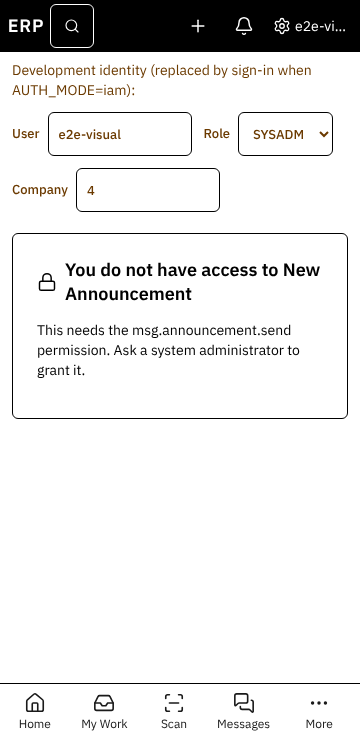 ERP
e2e-vi...
Development identity (replaced by sign-in when
AUTH_MODE=iam):
User e2e-visual Role SYSADM
Company 4
You do not have access to New
Announcement
This needs the msg.announcement.send
permission. Ask a system administrator to
grant it.
Home My Work Scan Messages More